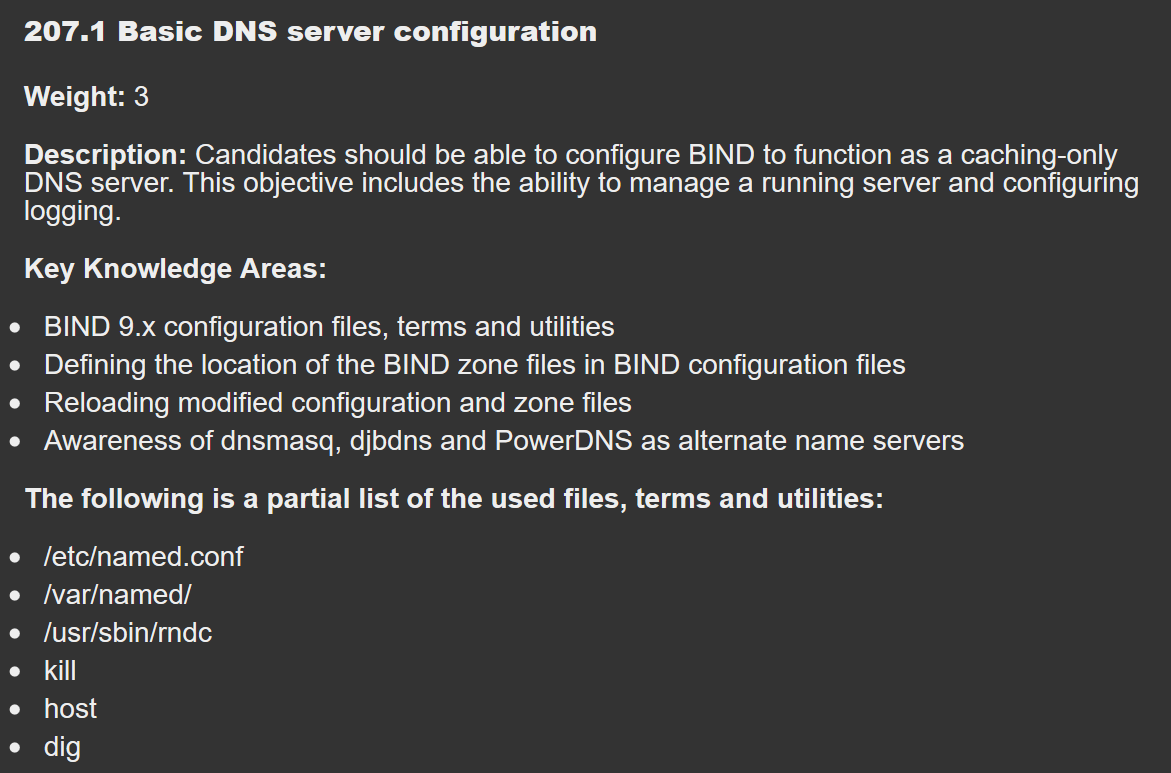 207.1 Basic DNS server configuration
Weight: 3
Description: Candidates should be able to configure BIND to function as a caching-only
DNS server. This objective includes the ability to manage a running server and configuring
logging.
Key Knowledge Areas:
BIND 9.x configuration files, terms and utilities
Defining the location of the BIND zone files in BIND configuration files
Reloading modified configuration and zone files
Awareness of dnsmasq, djbdns and PowerDNS as alternate name servers
The following is a partial list of the used files, terms and utilities:
/etc/named.conf
/var/named/
/usr/sbin/rndc
kill
host
dig